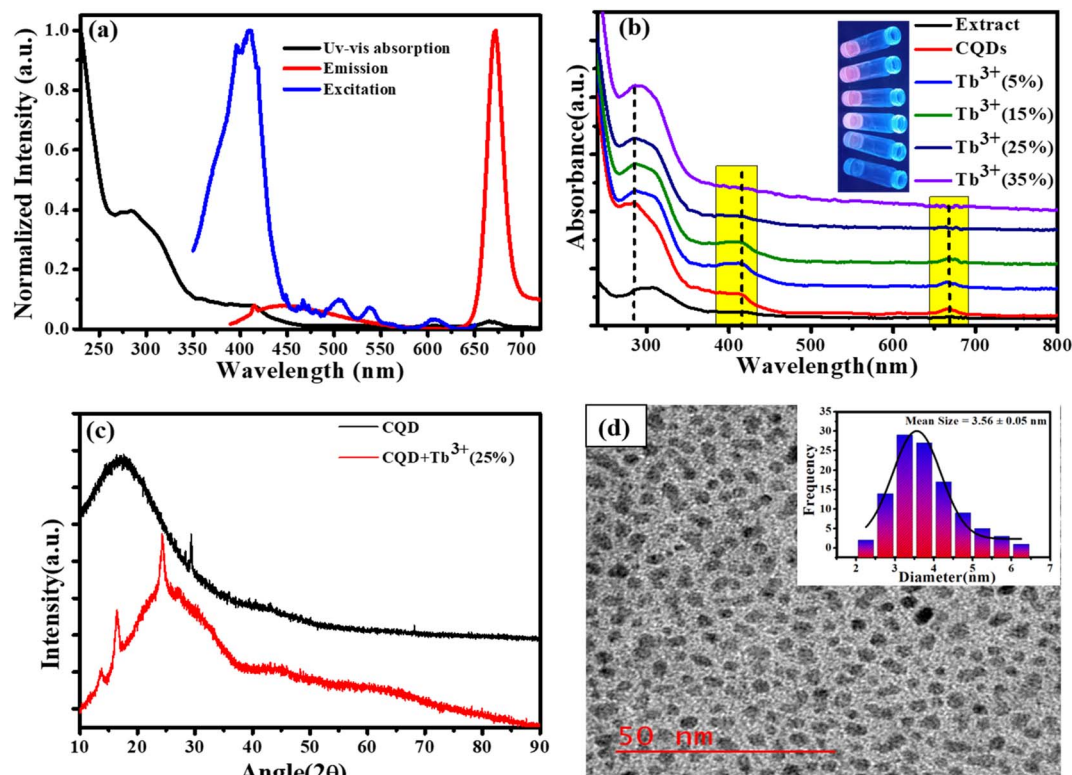 (a)
Normalized Intensity (a.u.)
1.0
0.8
0.6
0.4
0.2
0.0
Uv-vis absorption
Emission
Excitation
250 300 350 400 450 500 550 600 650 700
Wavelength (nm)
(b)
Absorbance(a.u.)
Extract
CQDs
Tb3+(5%)
Tb3+(15%)
Tb3+(25%)
Tb3+(35%)
300 400 500 600 700 800
Wavelength(nm)
(c)
Intensity(a.u.)
CQD
CQD+Tb3+(25%)
10 20 30 40 50 60 70 80 90
Angle(2θ)
(d)
Mean Size = 3.56 ± 0.05 nm
Frequency
35
30
25
20
15
10
5
0
1 2 3 4 5 6 7
Diameter(nm)
50 nm